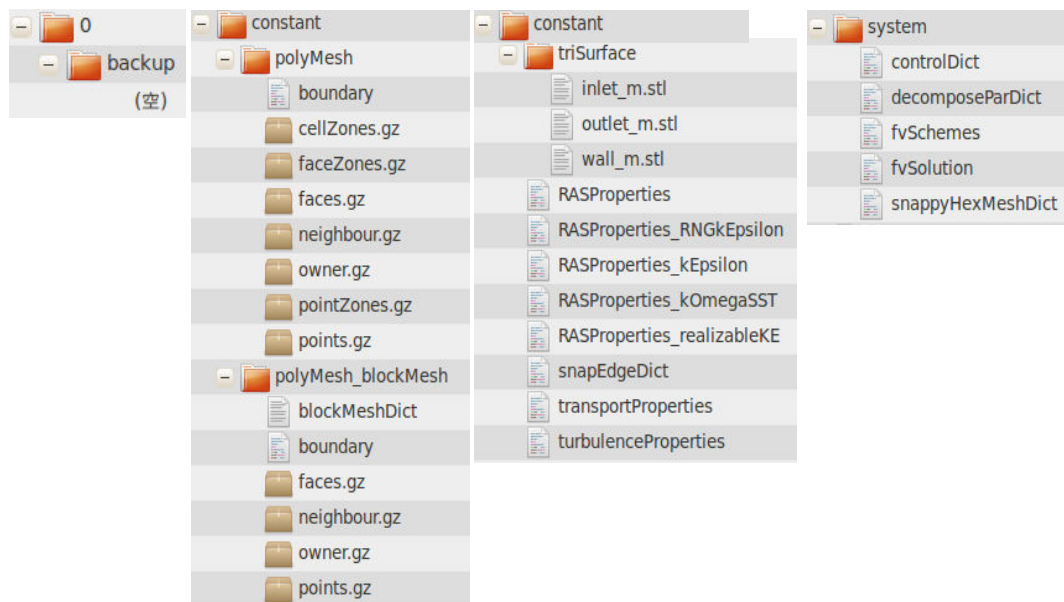 0
backup
(空)
constant
polyMesh
boundary
cellZones.gz
faceZones.gz
faces.gz
neighbour.gz
owner.gz
pointZones.gz
points.gz
polyMesh_blockMesh
blockMeshDict
boundary
faces.gz
neighbour.gz
owner.gz
points.gz
constant
triSurface
inlet_m.stl
outlet_m.stl
wall_m.stl
RASProperties
RASProperties_RNGkEpsilon
RASProperties_kEpsilon
RASProperties_kOmegaSST
RASProperties_realizableKE
snapEdgeDict
transportProperties
turbulenceProperties
system
controlDict
decomposeParDict
fvSchemes
fvSolution
snappyHexMeshDict